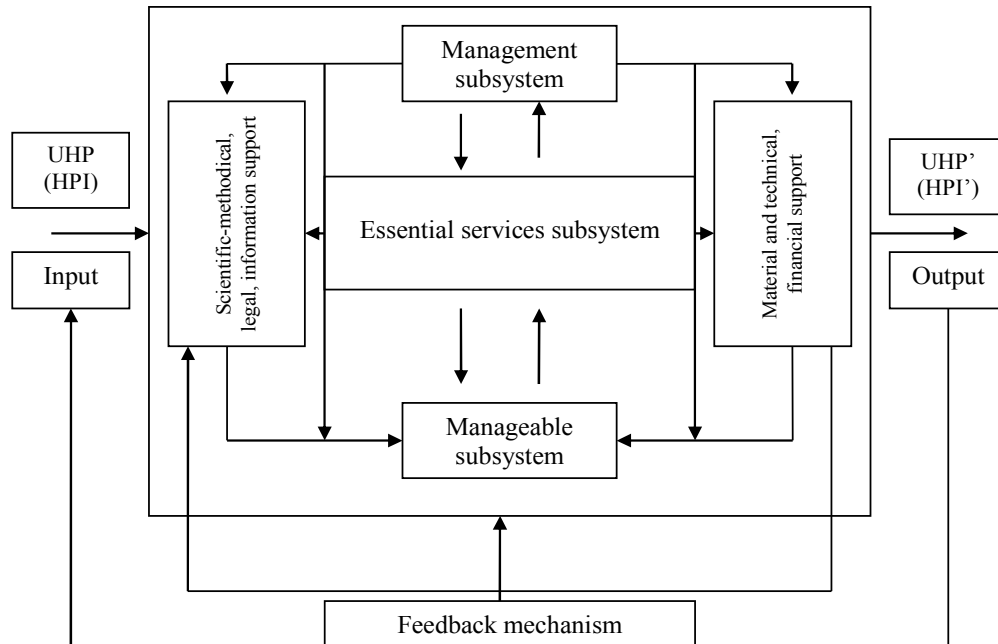 Management
subsystem
UHP
(HPI)
Input
Scientific-methodical,
legal, information support
Essential services subsystem
Material and technical,
financial support
UHP’
(HPI’)
Output
Manageable
subsystem
Feedback mechanism